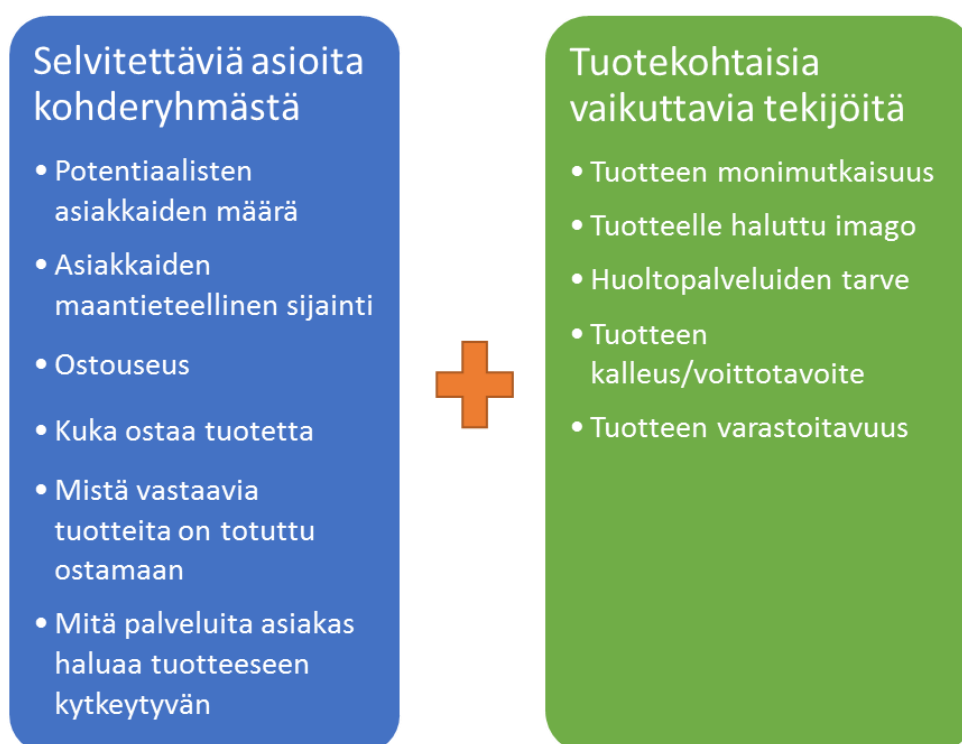 Selvitettäviä asioita
kohderyhmästä
• Potentiaalisten
asiakkaiden määrä
• Asiakkaiden
maantieteellinen sijainti
• Ostouseus
• Kuka ostaa tuotetta
• Mistä vastaavia
tuotteita on totuttu
ostamaan
• Mitä palveluita asiakas
haluaa tuotteeseen
kytkeytyvän
Tuotekohtaisia
vaikuttavia tekijöitä
• Tuotteen monimutkaisuus
• Tuotteelle haluttu imago
• Huoltopalveluiden tarve
• Tuotteen
kalleus/voittotavoite
• Tuotteen varastoitavuus